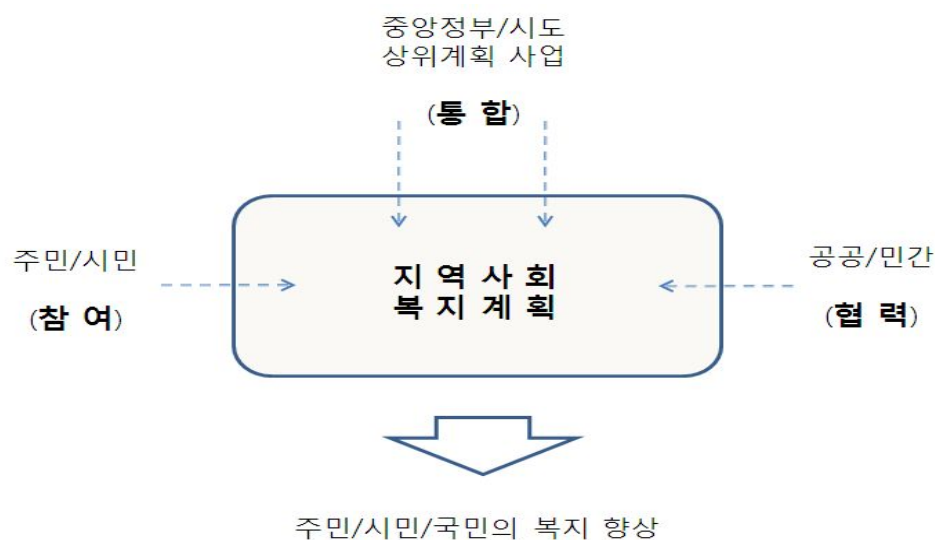 중앙정부/시도
상위계획 사업
(통 합)
주민/시민
(참 여)
지 역 사 회
복 지 계 획
공공/민간
(협 력)
주민/시민/국민의 복지 향상